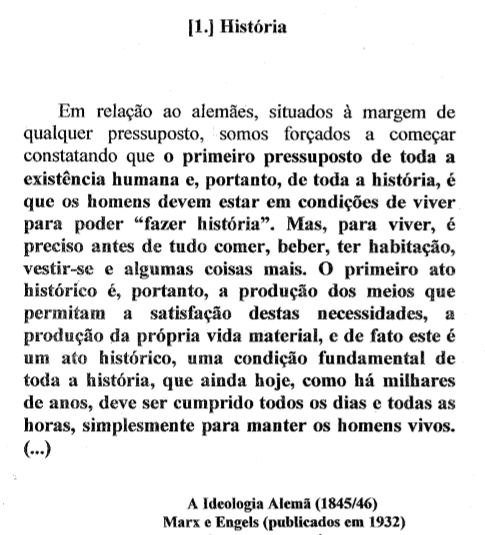 [1.] História
Em relação ao alemães, situados à margem de
qualquer pressuposto, somos forçados a começar
constatando que o primeiro pressuposto de toda a
existência humana e, portanto, de toda a história, é
que os homens devem estar em condições de viver
para poder “fazer história”. Mas, para viver, é
preciso antes de tudo comer, beber, ter habitação,
vestir-se e algumas coisas mais. O primeiro ato
histórico é, portanto, a produção dos meios que
permitam a satisfação destas necessidades, a
produção da própria vida material, e de fato este é
um ato histórico, uma condição fundamental de
toda a história, que ainda hoje, como há milhares
de anos, deve ser cumprido todos os dias e todas as
horas, simplesmente para manter os homens vivos.
(...)
A Ideologia Alemã (1845/46)
Marx e Engels (publicados em 1932)